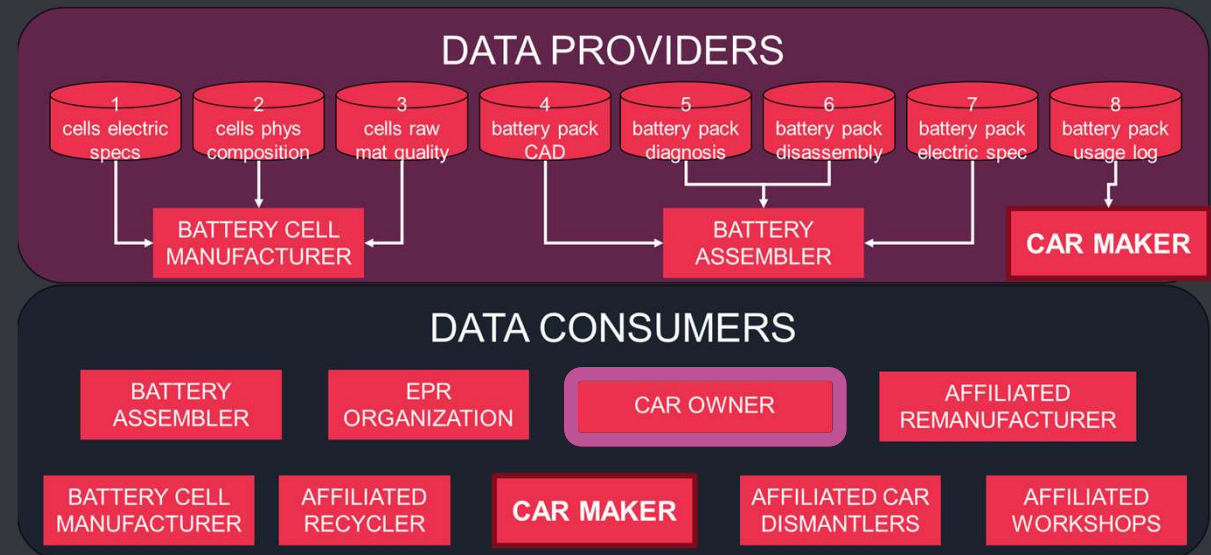 DATA PROVIDERS
1
cells electric
specs
2
cells phys
composition
3
cells raw
mat quality
4
battery pack
CAD
5
battery pack
diagnosis
6
battery pack
disassembly
7
battery pack
electric spec
8
battery pack
usage log
BATTERY CELL
MANUFACTURER
BATTERY
ASSEMBLER
CAR MAKER
DATA CONSUMERS
BATTERY
ASSEMBLER
EPR
ORGANIZATION
CAR OWNER
AFFILIATED
REMANUFACTURER
BATTERY CELL
MANUFACTURER
AFFILIATED
RECYCLER
CAR MAKER
AFFILIATED CAR
DISMANTLERS
AFFILIATED
WORKSHOPS